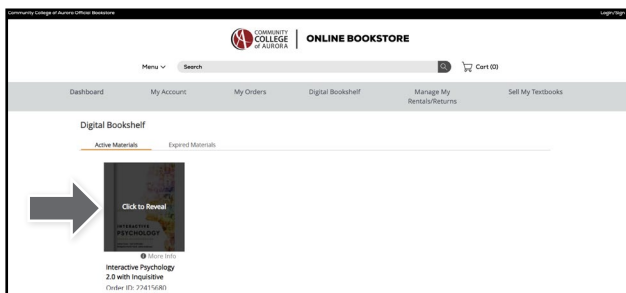 Community College of Aurora Official Bookstore
Login/Sign
COMMUNITY
COLLEGE
of AURORA
ONLINE BOOKSTORE
Menu
Search
Cart (0)
Dashboard
My Account
My Orders
Digital Bookshelf
Manage My
Rentals/Returns
Sell My Textbooks
Digital Bookshelf
Active Materials
Expired Materials
Click to Reveal
INTERACTIVE
PSYCHOLOGY
More Info
Interactive Psychology
2.0 with Inquisitive
Order ID: 22415680